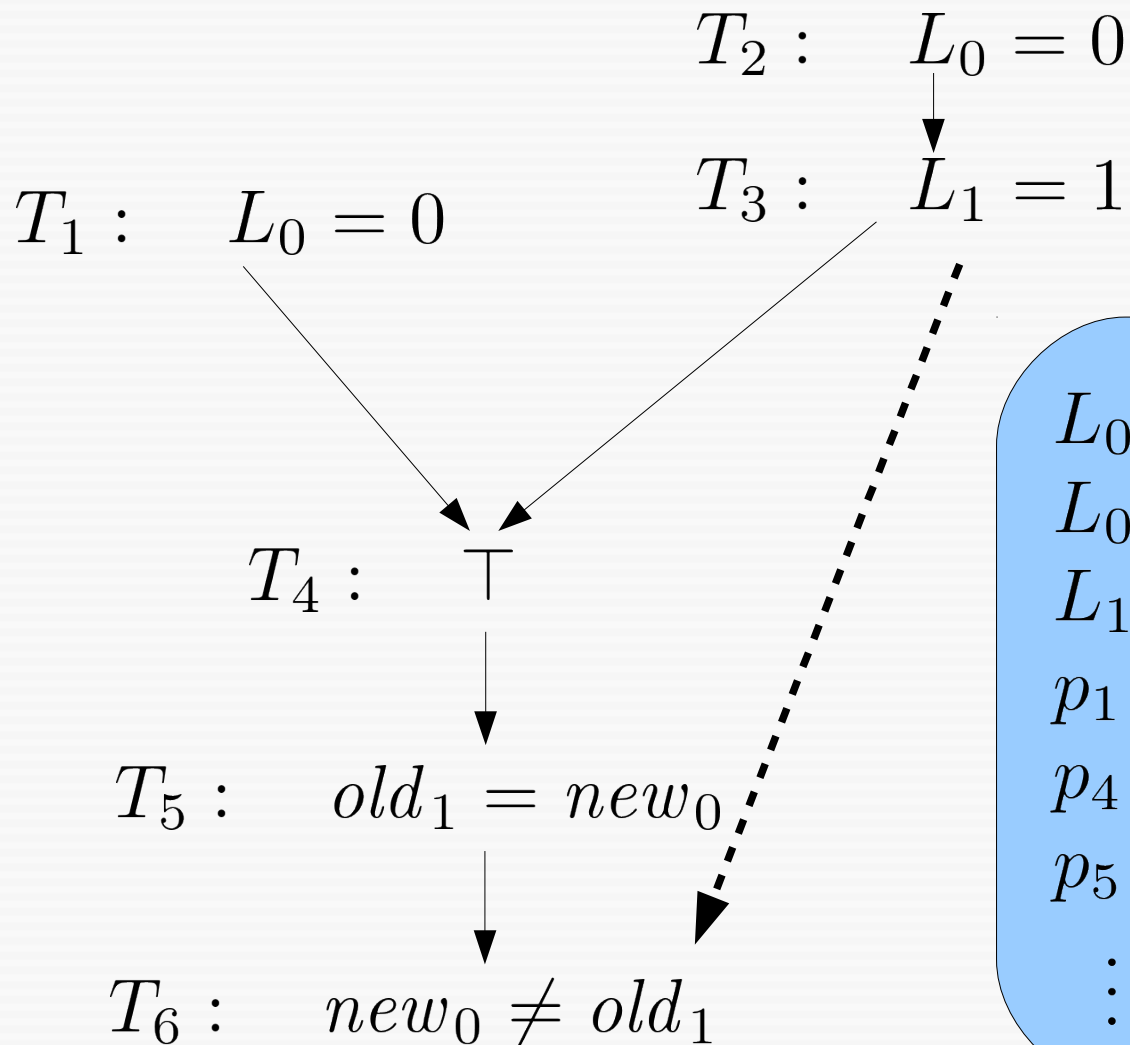 T₂ : L₀ = 0
T₃ : L₁ = 1
T₁ : L₀ = 0
T₄ : ⊤
T₅ : old₁ = new₀
T₆ : new₀ ≠ old₁
L₀
L₀
L₁
p₁
p₄
p₅
⋮